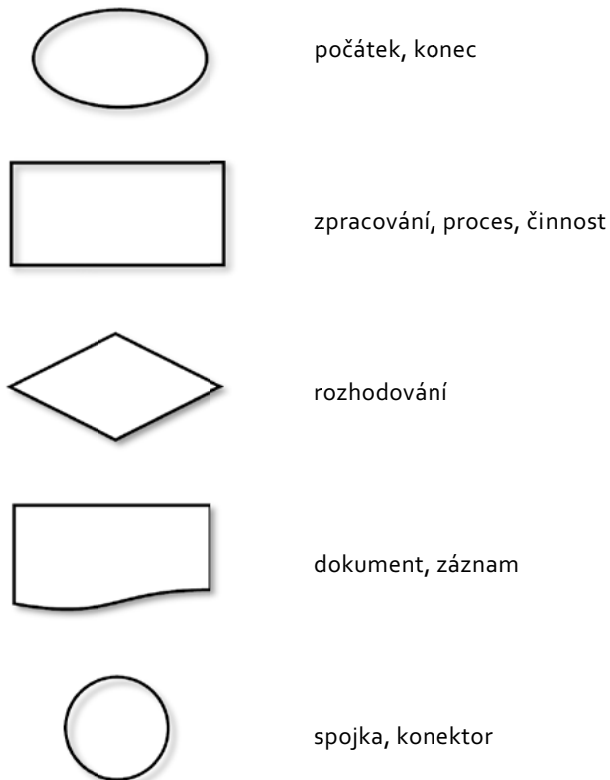 počátek, konec
zpracování, proces, činnost
rozhodování
dokument, záznam
spojka, konektor